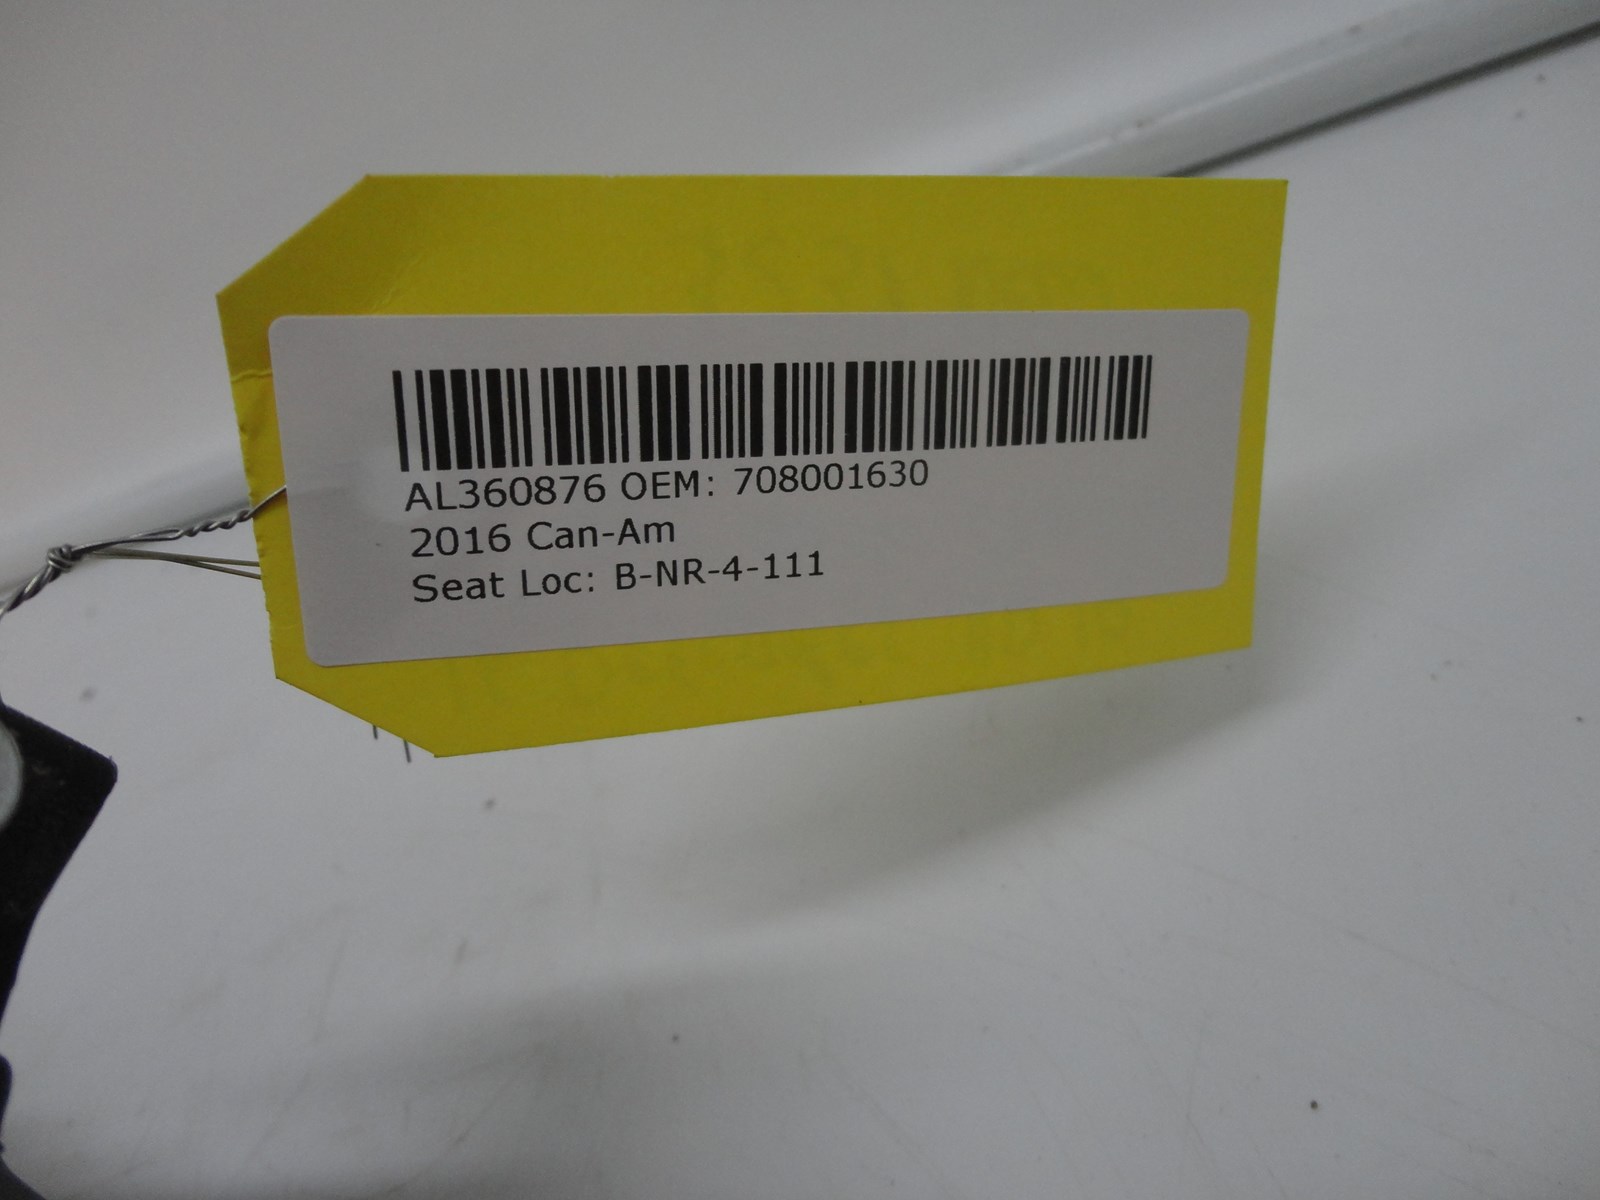 AL360876 OEM: 708001630
2016 Can-Am
Seat Loc: B-NR-4-111